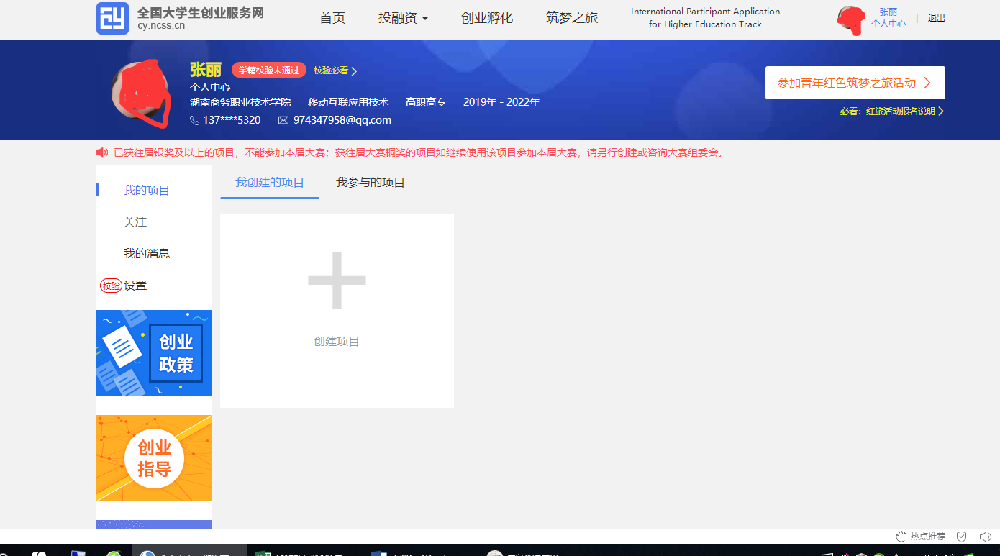 全国大学生创业服务网
cy.ncss.cn
首页
投融资
创业孵化
筑梦之旅
International Participant Application
for Higher Education Track
张丽
个人中心
|
退出
张丽 学籍校验未通过 校验必看
个人中心
湖南商务职业技术学院 移动互联应用技术 高职高专 2019年 - 2022年
137****5320 974347958@qq.com
参加青年红色筑梦之旅活动
必看：红旅活动报名说明
已获往届银奖及以上的项目，不能参加本届大赛；获往届大赛铜奖的项目如继续使用该项目参加本届大赛，请另行创建或咨询大赛组委会。
我的项目
关注
我的消息
校验 设置
我创建的项目 我参与的项目
创建项目
创业
政策
创业
指导
热点推荐